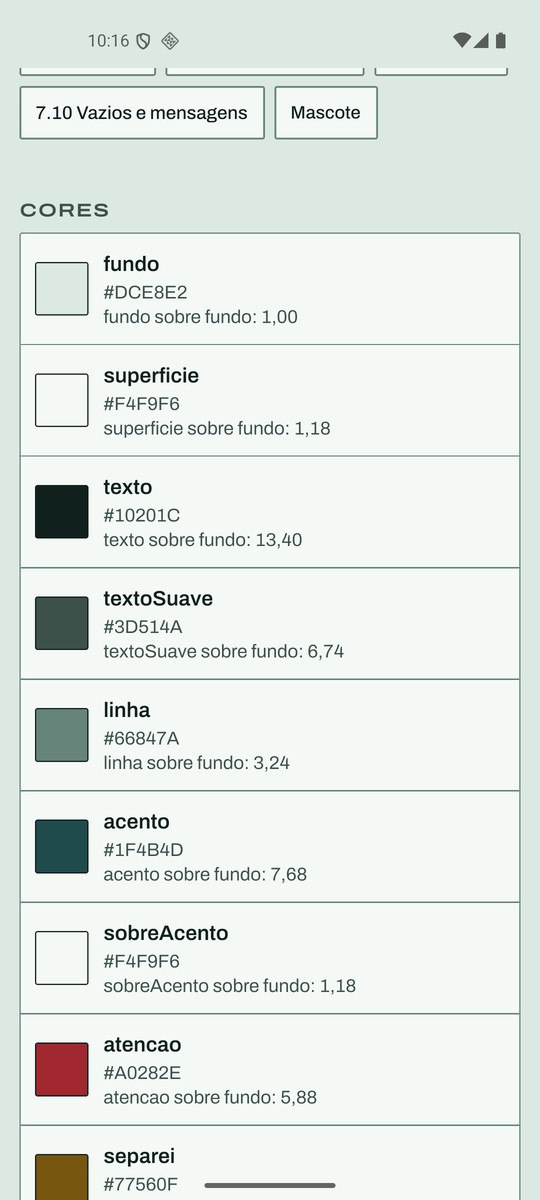 10:16
7.10 Vazios e mensagens
Mascote
CORES
fundo
#DCE8E2
fundo sobre fundo: 1,00
superficie
#F4F9F6
superficie sobre fundo: 1,18
texto
#10201C
texto sobre fundo: 13,40
textoSuave
#3D514A
textoSuave sobre fundo: 6,74
linha
#66847A
linha sobre fundo: 3,24
acento
#1F4B4D
acento sobre fundo: 7,68
sobreAcento
#F4F9F6
sobreAcento sobre fundo: 1,18
atencao
#A0282E
atencao sobre fundo: 5,88
separei
#77560F